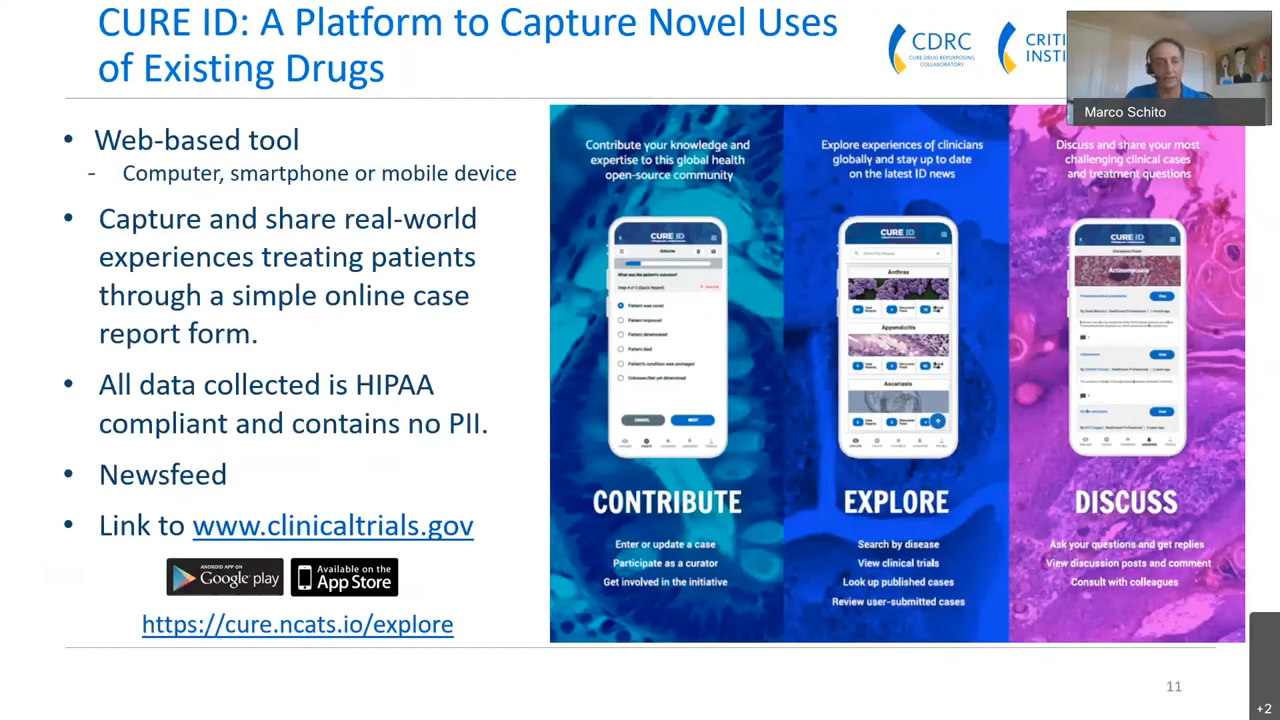 CURE ID: A Platform to Capture Novel Uses
of Existing Drugs
CDRC
CURE DRUG REPURPOSING
COLLABORATORY
CRITI
INSTI
Marco Schito
• Web-based tool
- Computer, smartphone or mobile device
• Capture and share real-world
experiences treating patients
through a simple online case
report form.
• All data collected is HIPAA
compliant and contains no PII.
• Newsfeed
• Link to www.clinicaltrials.gov
ANDROID APP ON
Google play
Available on the
App Store
https://cure.ncats.io/explore
Contribute your knowledge and
expertise to this global health
open-source community
CURE ID
Outcome
What was the patient's outcome?
Step 4 of 5 (Quick Report)
Patient was cured
Patient improved
Patient deteriorated
Patient died
Patient's condition was unchanged
Unknown/Not yet determined
CANCEL
NEXT
CONTRIBUTE
Enter or update a case
Participate as a curator
Get involved in the initiative
Explore experiences of clinicians
globally and stay up to date
on the latest ID news
CURE ID
Anthrax
Appendicitis
Ascariasis
EXPLORE
Search by disease
View clinical trials
Look up published cases
Review user-submitted cases
Discuss and share your most
challenging clinical cases
and treatment questions
CURE ID
Actinomycosis
View
View
View
DISCUSS
Ask your questions and get replies
View discussion posts and comment
Consult with colleagues
11
+2